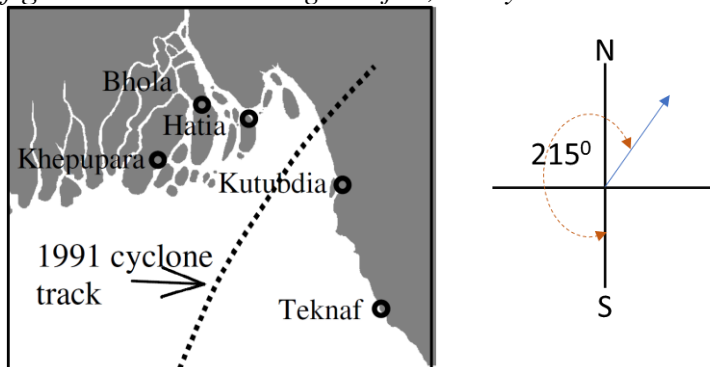 Bhola
Hatia
Khepupara
Kutubdia
1991 cyclone
track
Teknaf
N
215⁰
S